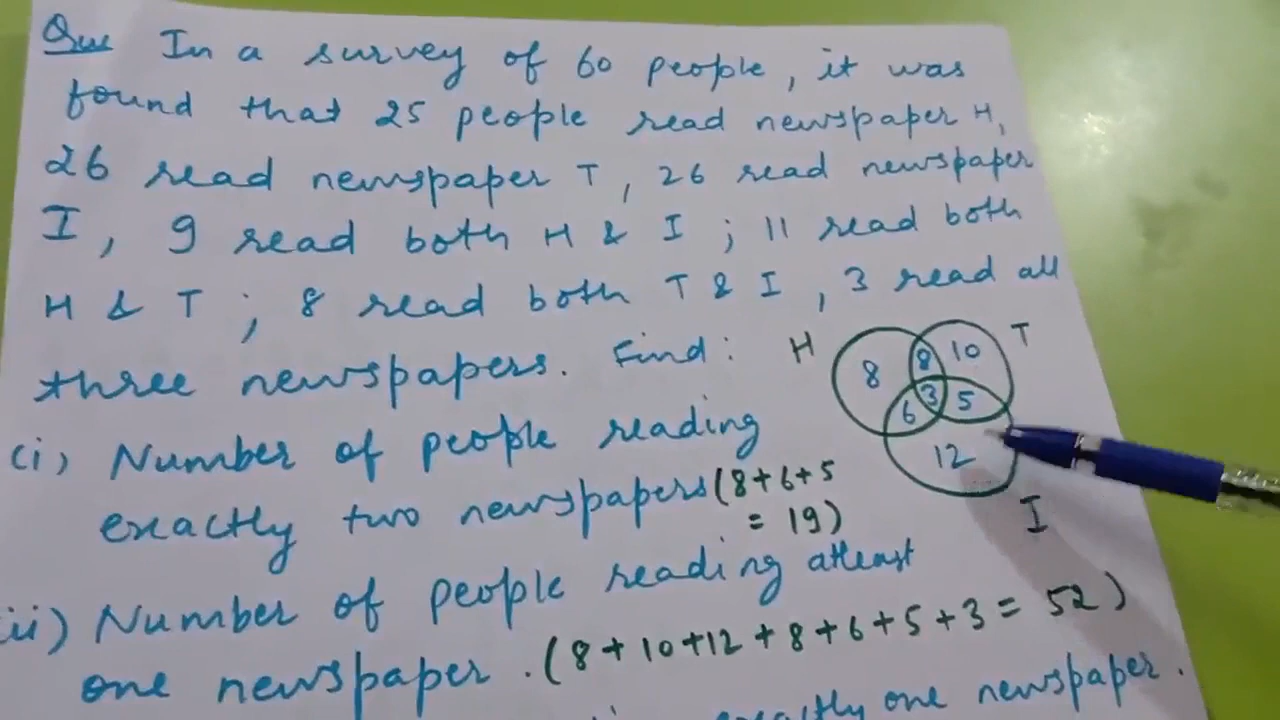 Que In a survey of 60 people, it was
found that 25 people read newspaper H,
26 read newspaper T, 26 read newspaper
I, 9 read both H & I ; 11 read both
H & T ; 8 read both T & I , 3 read all
three newspapers. Find :
H
T
8
8
10
6
3
5
12
I
(i) Number of people reading
exactly two newspapers (8+6+5
= 19)
ii) Number of people reading atleast
one newspaper. (8+10+12+8+6+5+3 = 52)
exactly one newspaper.